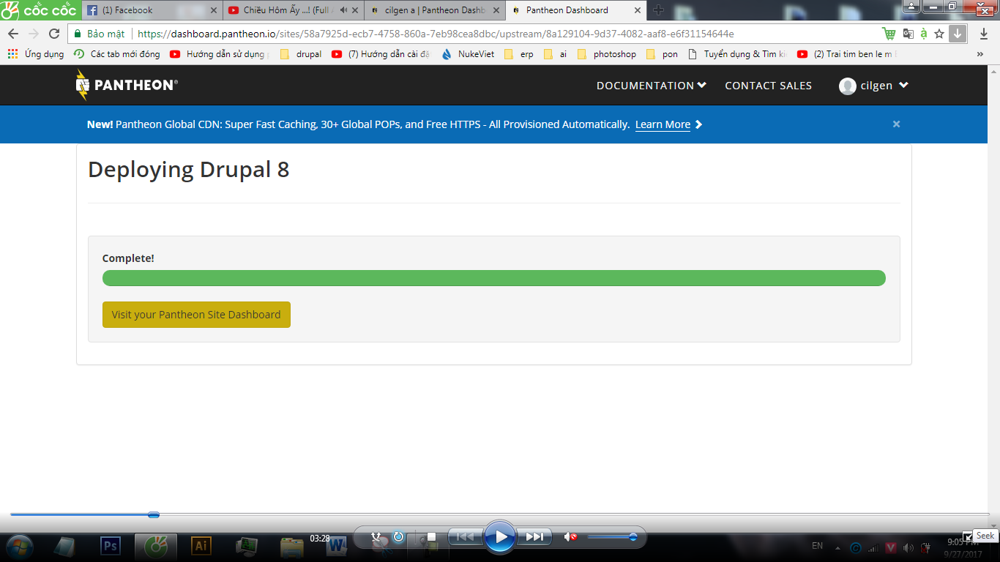 cốc cốc
(1) Facebook
Chiều Hôm Ấy ...! (Full
cilgen a | Pantheon Dashb
Pantheon Dashboard
Bảo mật
https://dashboard.pantheon.io/sites/58a7925d-ecb7-4758-860a-7eb98cea8dbc/upstream/8a129104-9d37-4082-aaf8-e6f31154644e
Ứng dụng
Các tab mới đóng
Hướng dẫn sử dụng
drupal
(7) Hướng dẫn cài đặ
NukeViet
erp
ai
photoshop
pon
Tuyển dụng & Tìm ki
(2) Trai tim ben le m
»
PANTHEON®
DOCUMENTATION
CONTACT SALES
cilgen
New! Pantheon Global CDN: Super Fast Caching, 30+ Global POPs, and Free HTTPS - All Provisioned Automatically. Learn More
Deploying Drupal 8
Complete!
Visit your Pantheon Site Dashboard
03:28
Ps
Ai
W
EN
V
9:05 PM
Seek
9/27/2017